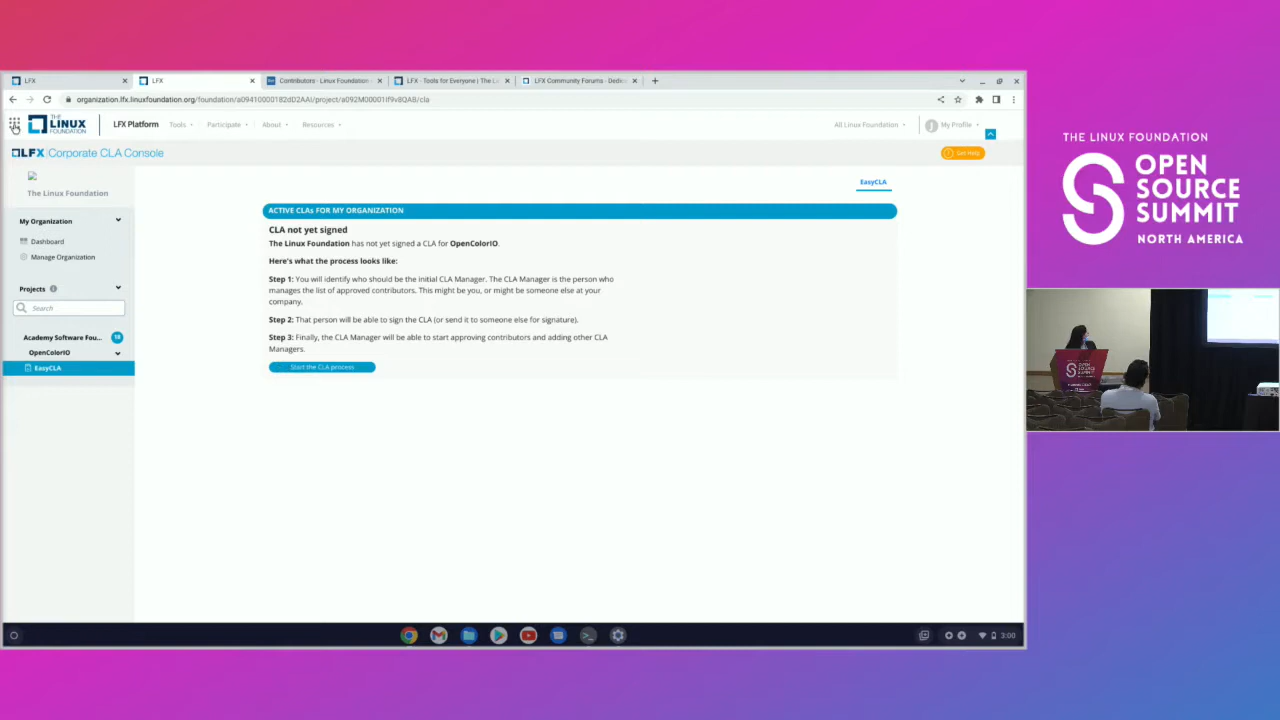 LFX
LFX
Contributors - Linux Foundation
LFX - Tools for Everyone | The Li
LFX Community Forums - Dedic
organization.lfx.linuxfoundation.org/foundation/a09410000182dD2AAI/project/a092M00001If9v8QAB/cla
THE
LINUX
FOUNDATION
LFX Platform
Tools
Participate
About
Resources
All Linux Foundation
My Profile
LFX Corporate CLA Console
Get Help
The Linux Foundation
EasyCLA
My Organization
Dashboard
Manage Organization
Projects
Search
Academy Software Fou...
18
OpenColorIO
EasyCLA
ACTIVE CLAs FOR MY ORGANIZATION
CLA not yet signed
The Linux Foundation has not yet signed a CLA for OpenColorIO.
Here's what the process looks like:
Step 1: You will identify who should be the initial CLA Manager. The CLA Manager is the person who
manages the list of approved contributors. This might be you, or might be someone else at your
company.
Step 2: That person will be able to sign the CLA (or send it to someone else for signature).
Step 3: Finally, the CLA Manager will be able to start approving contributors and adding other CLA
Managers.
Start the CLA process
3:00
THE LINUX FOUNDATION
OPEN
SOURCE
SUMMIT
NORTH AMERICA